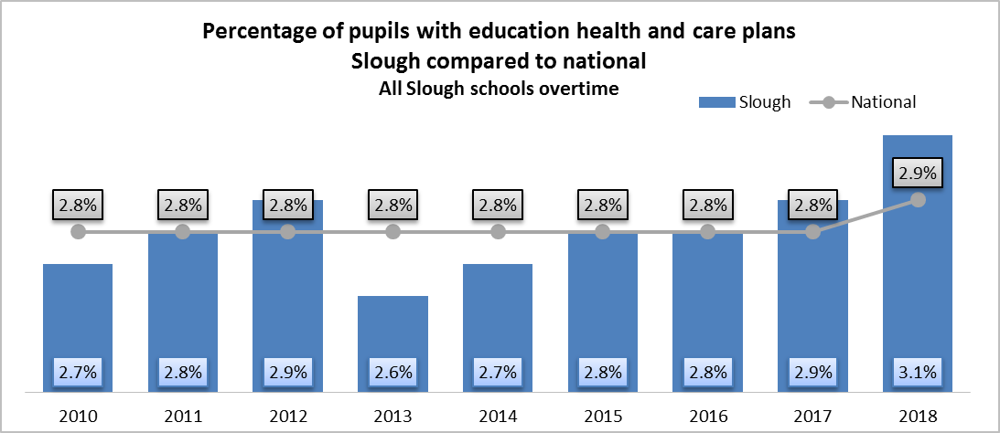 Percentage of pupils with education health and care plans
Slough compared to national
All Slough schools overtime
Slough National
2.8% 2.8% 2.8% 2.8% 2.8% 2.8% 2.8% 2.8% 2.9%
2.7% 2.8% 2.9% 2.6% 2.7% 2.8% 2.8% 2.9% 3.1%
2010 2011 2012 2013 2014 2015 2016 2017 2018